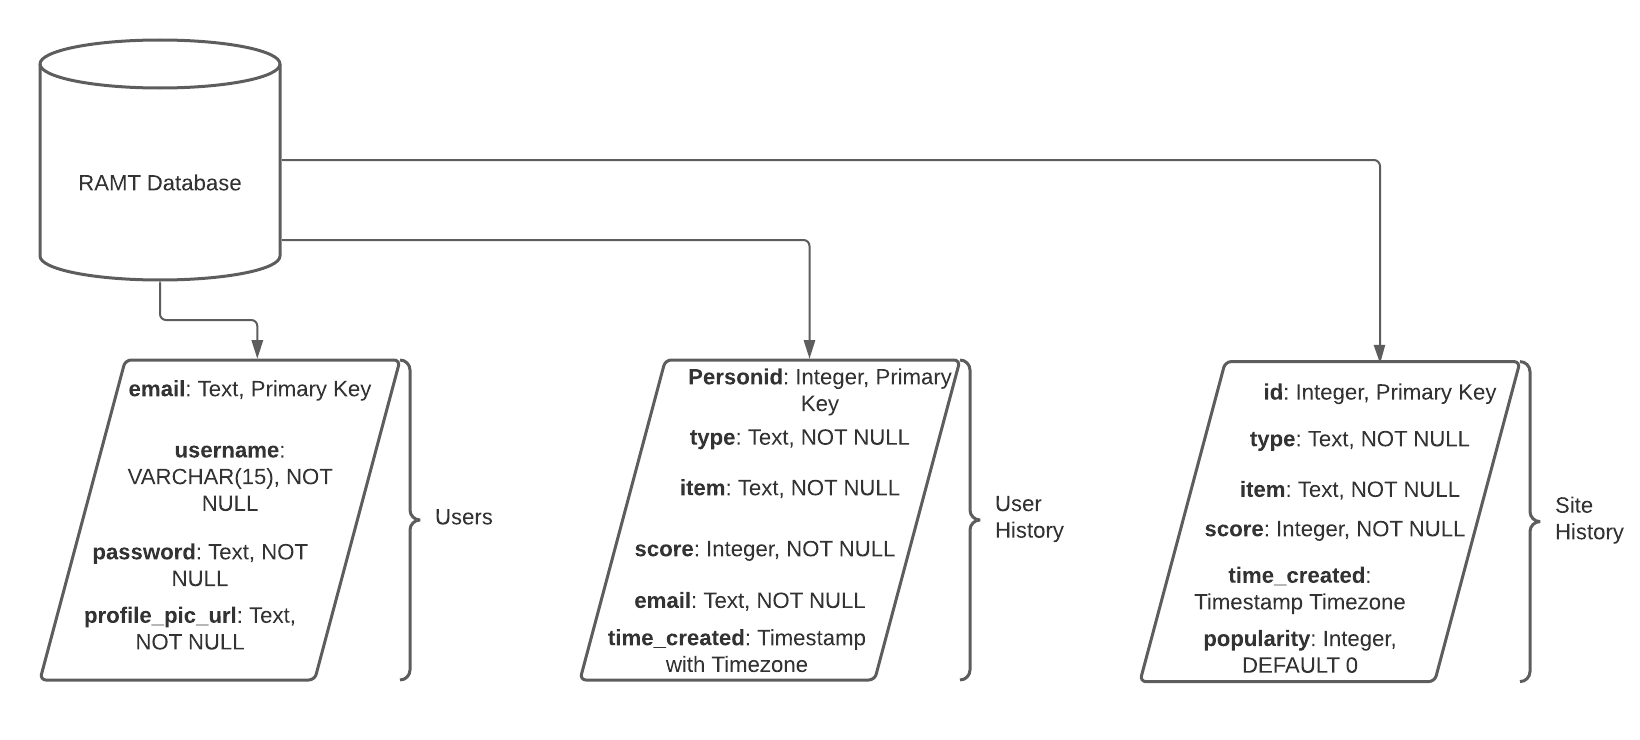 RAMT Database
email: Text, Primary Key
username:
VARCHAR(15), NOT
NULL
password: Text, NOT
NULL
profile_pic_url: Text,
NOT NULL
Users
Personid: Integer, Primary
Key
type: Text, NOT NULL
item: Text, NOT NULL
score: Integer, NOT NULL
email: Text, NOT NULL
time_created: Timestamp
with Timezone
User
History
id: Integer, Primary Key
type: Text, NOT NULL
item: Text, NOT NULL
score: Integer, NOT NULL
time_created:
Timestamp Timezone
popularity: Integer,
DEFAULT 0
Site
History